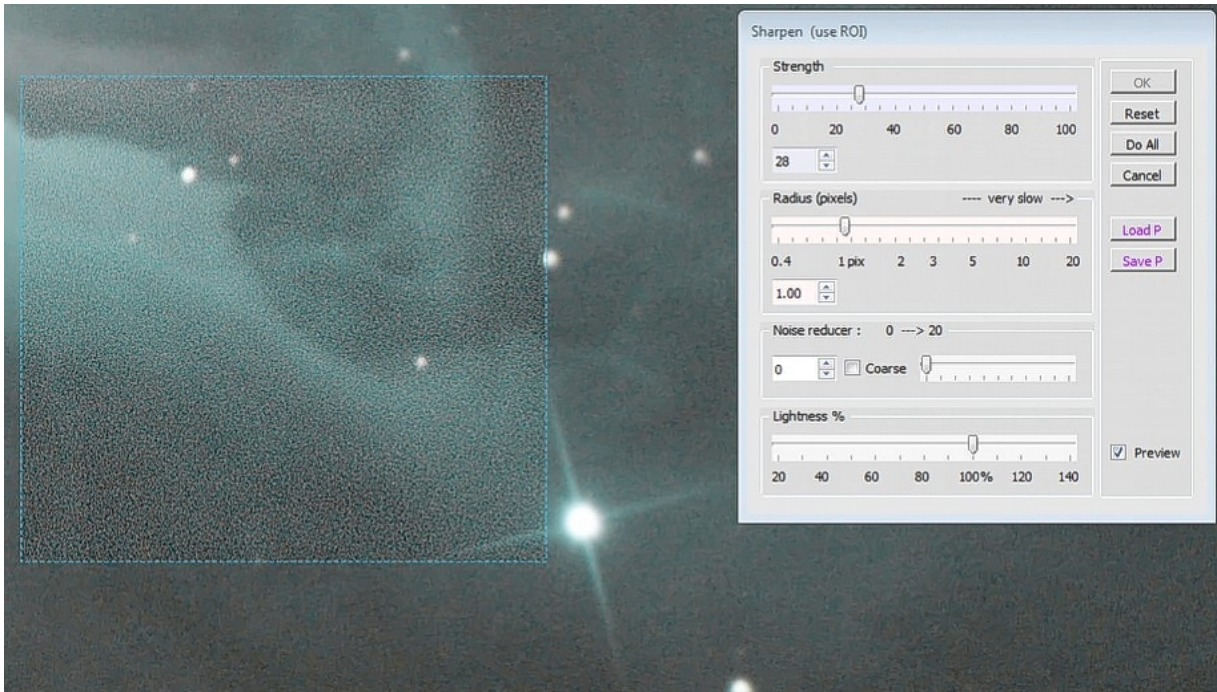 Sharpen (use ROI)
Strength
0 20 40 60 80 100
28
Radius (pixels) ---- very slow --->
0.4 1 pix 2 3 5 10 20
1.00
Noise reducer : 0 ---> 20
0 Coarse
Lightness %
20 40 60 80 100% 120 140
OK
Reset
Do All
Cancel
Load P
Save P
Preview